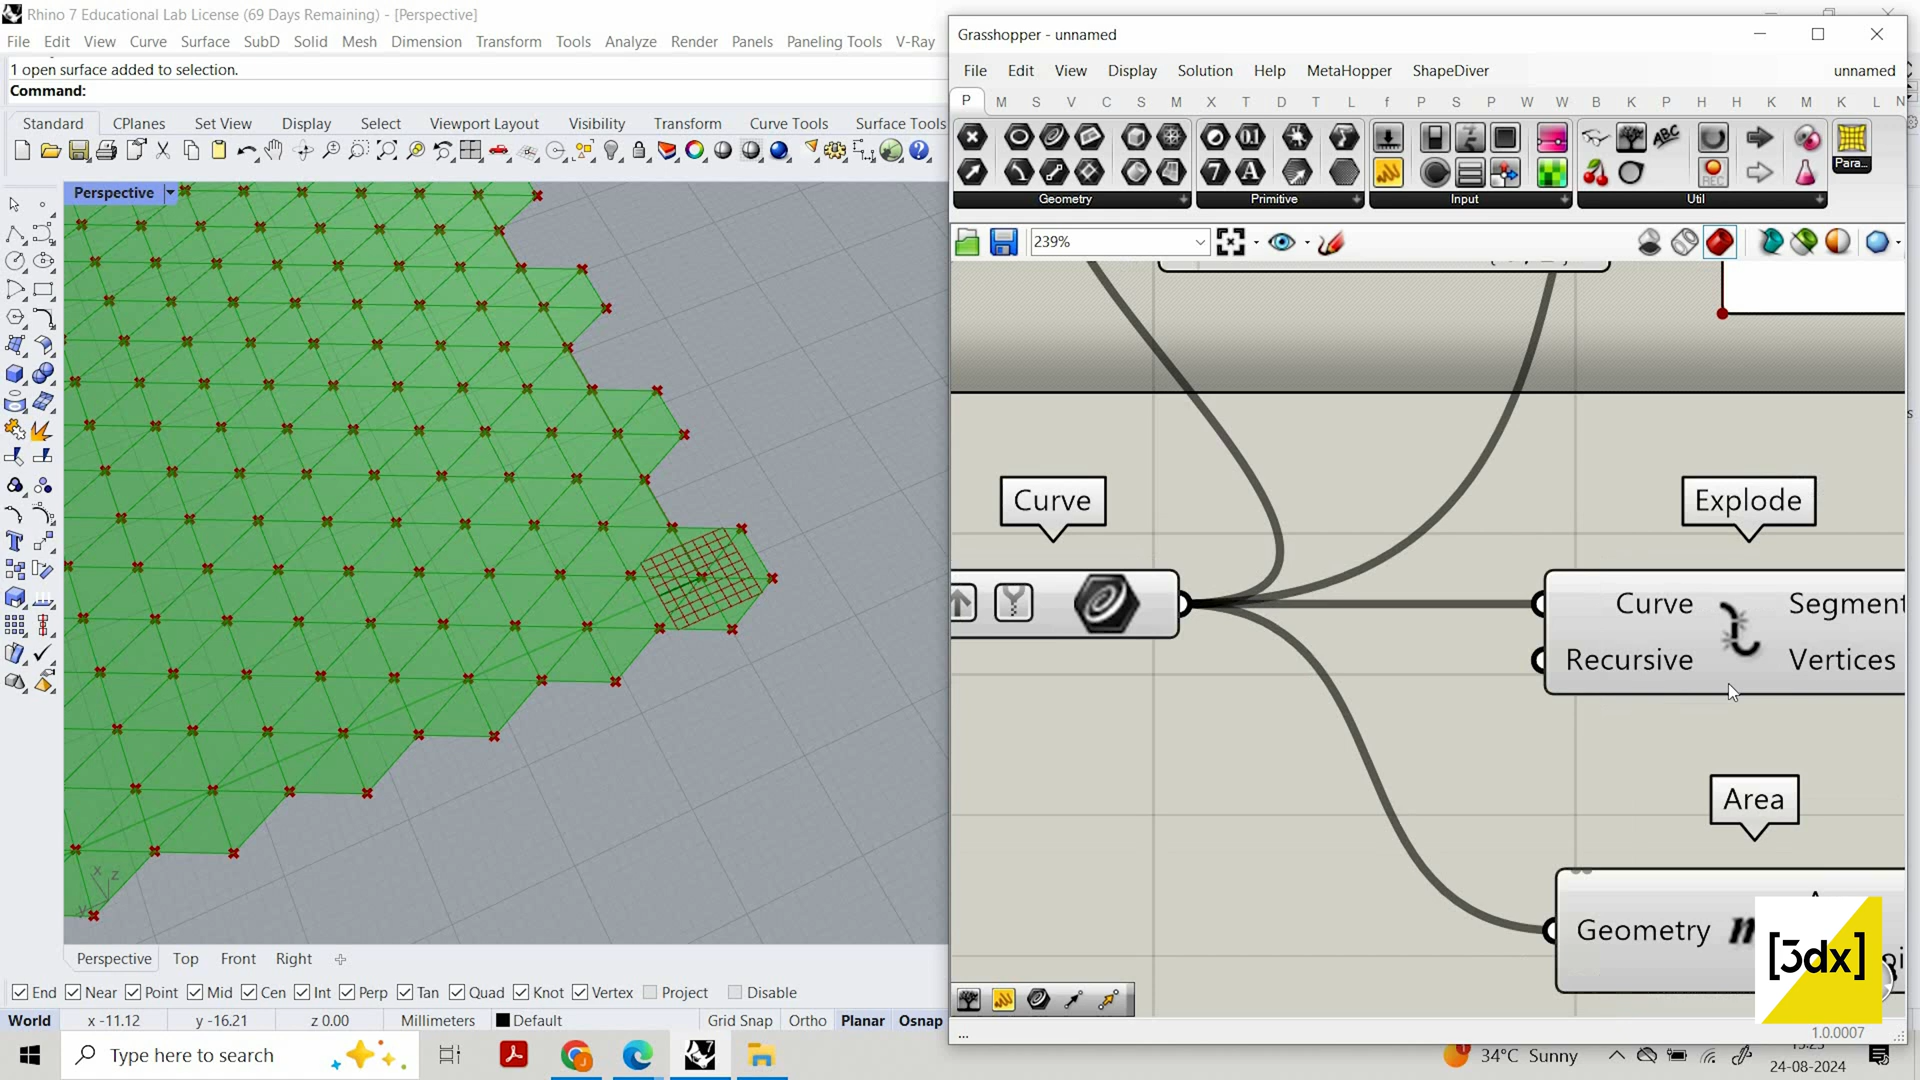 Rhino 7 Educational Lab License (69 Days Remaining) - [Perspective]
File Edit View Curve Surface SubD Solid Mesh Dimension Transform Tools Analyze Render Panels Paneling Tools V-Ray
1 open surface added to selection.
Command:
Standard CPlanes Set View Display Select Viewport Layout Visibility Transform Curve Tools Surface Tools
Perspective
x z
y
Perspective Top Front Right
End Near Point Mid Cen Int Perp Tan Quad Knot Vertex Project Disable
World x -11.12 y -16.21 z 0.00 Millimeters Default Grid Snap Ortho Planar Osnap
Grasshopper - unnamed
File Edit View Display Solution Help MetaHopper ShapeDiver unnamed
P M S V C S M X T D T L f P S P W W B K P H H K M K L N
Geometry Primitive Input Util
Para...
239%
Curve
Explode
Curve Segment
Recursive Vertices
Area
Geometry
[3dx]
1.0.0007
...
Type here to search
34°C Sunny
24-08-2024